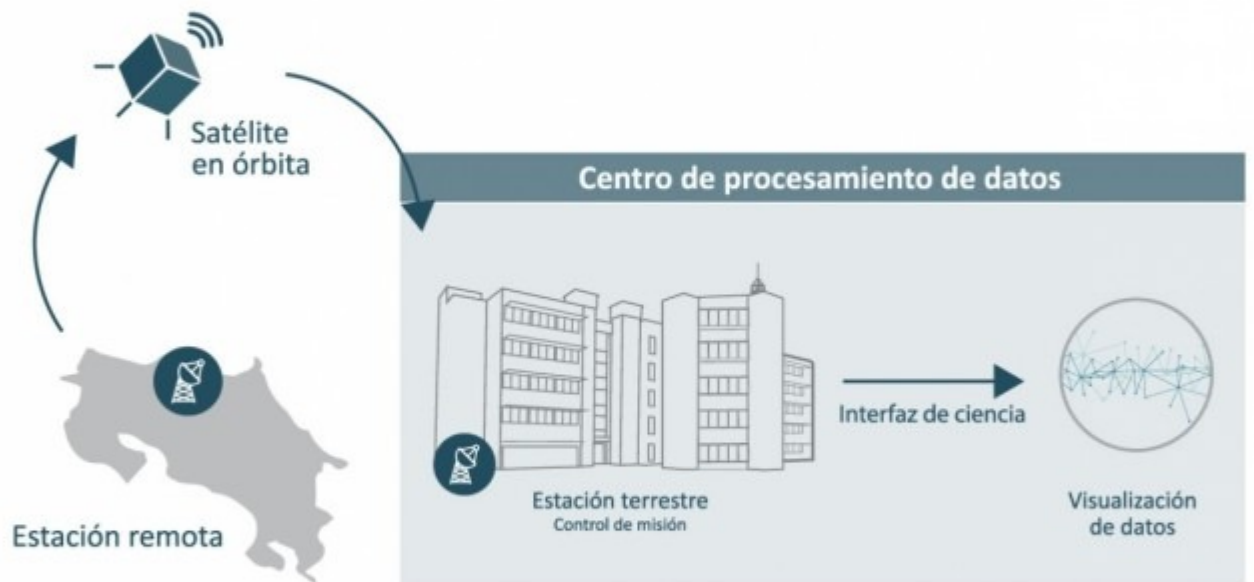 Satélite
en órbita
Centro de procesamiento de datos
Interfaz de ciencia
Estación terrestre
Control de misión
Visualización
de datos
Estación remota